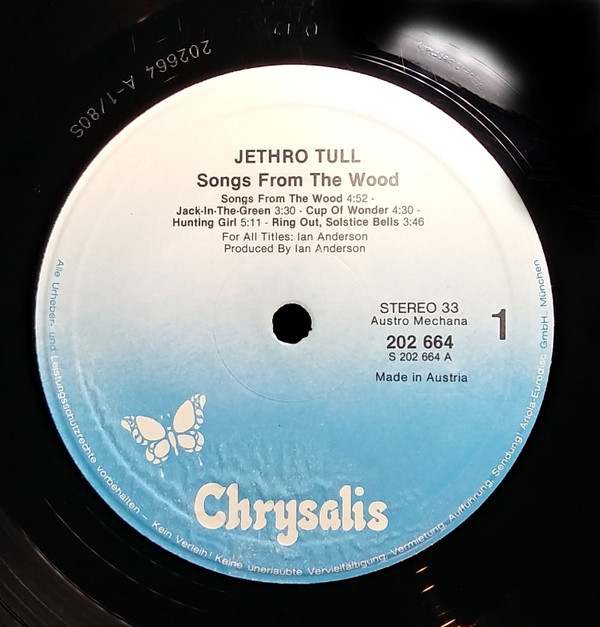 202664 A-1/80S
JETHRO TULL
Songs From The Wood
Songs From The Wood 4:52 -
Jack-In-The-Green 3:30 - Cup Of Wonder 4:30 -
Hunting Girl 5:11 - Ring Out, Solstice Bells 3:46
For All Titles: Ian Anderson
Produced By Ian Anderson
STEREO 33
Austro Mechana
1
202 664
S 202 664 A
Made in Austria
Chrysalis
Alle Urheber- und Leistungsschutzrechte vorbehalten – Kein Verleih! Keine unerlaubte Vervielfältigung, Vermietung, Aufführung, Sendung! Ariola-Eurodisc GmbH., München